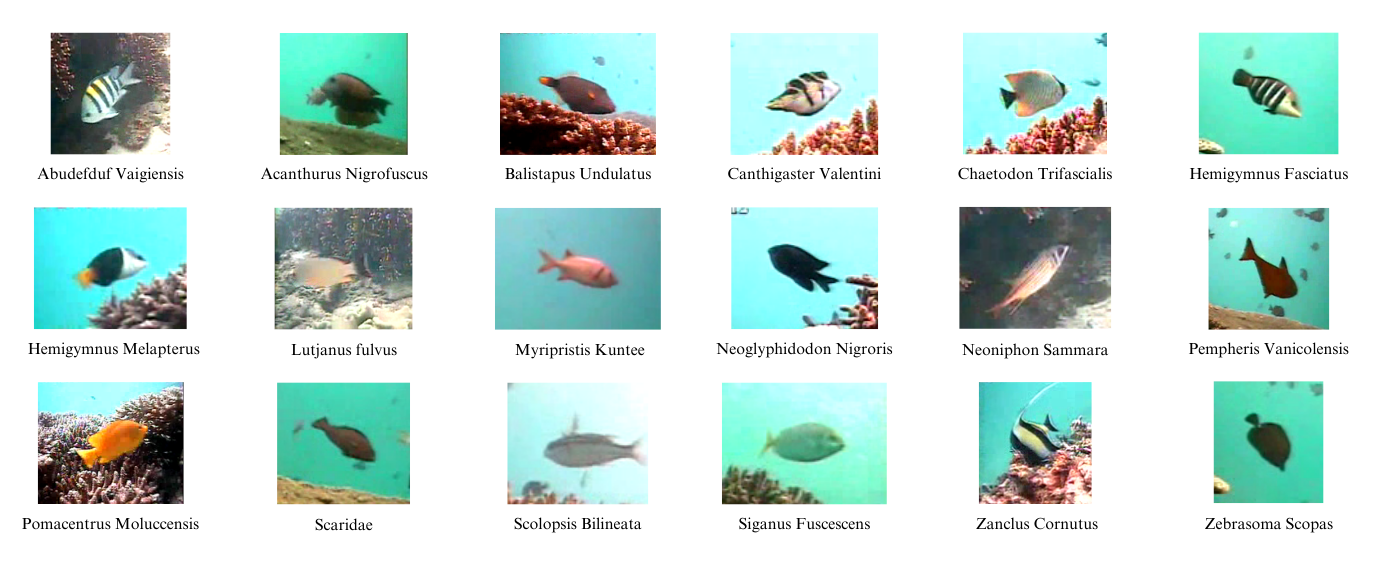 Abudefduf Vaigiensis
Acanthurus Nigrofuscus
Balistapus Undulatus
Canthigaster Valentini
Chaetodon Trifascialis
Hemigymnus Fasciatus
Hemigymnus Melapterus
Lutjanus fulvus
Myripristis Kuntee
Neoglyphidodon Nigroris
Neoniphon Sammara
Pempheris Vanicolensis
Pomacentrus Moluccensis
Scaridae
Scolopsis Bilineata
Siganus Fuscescens
Zanclus Cornutus
Zebrasoma Scopas